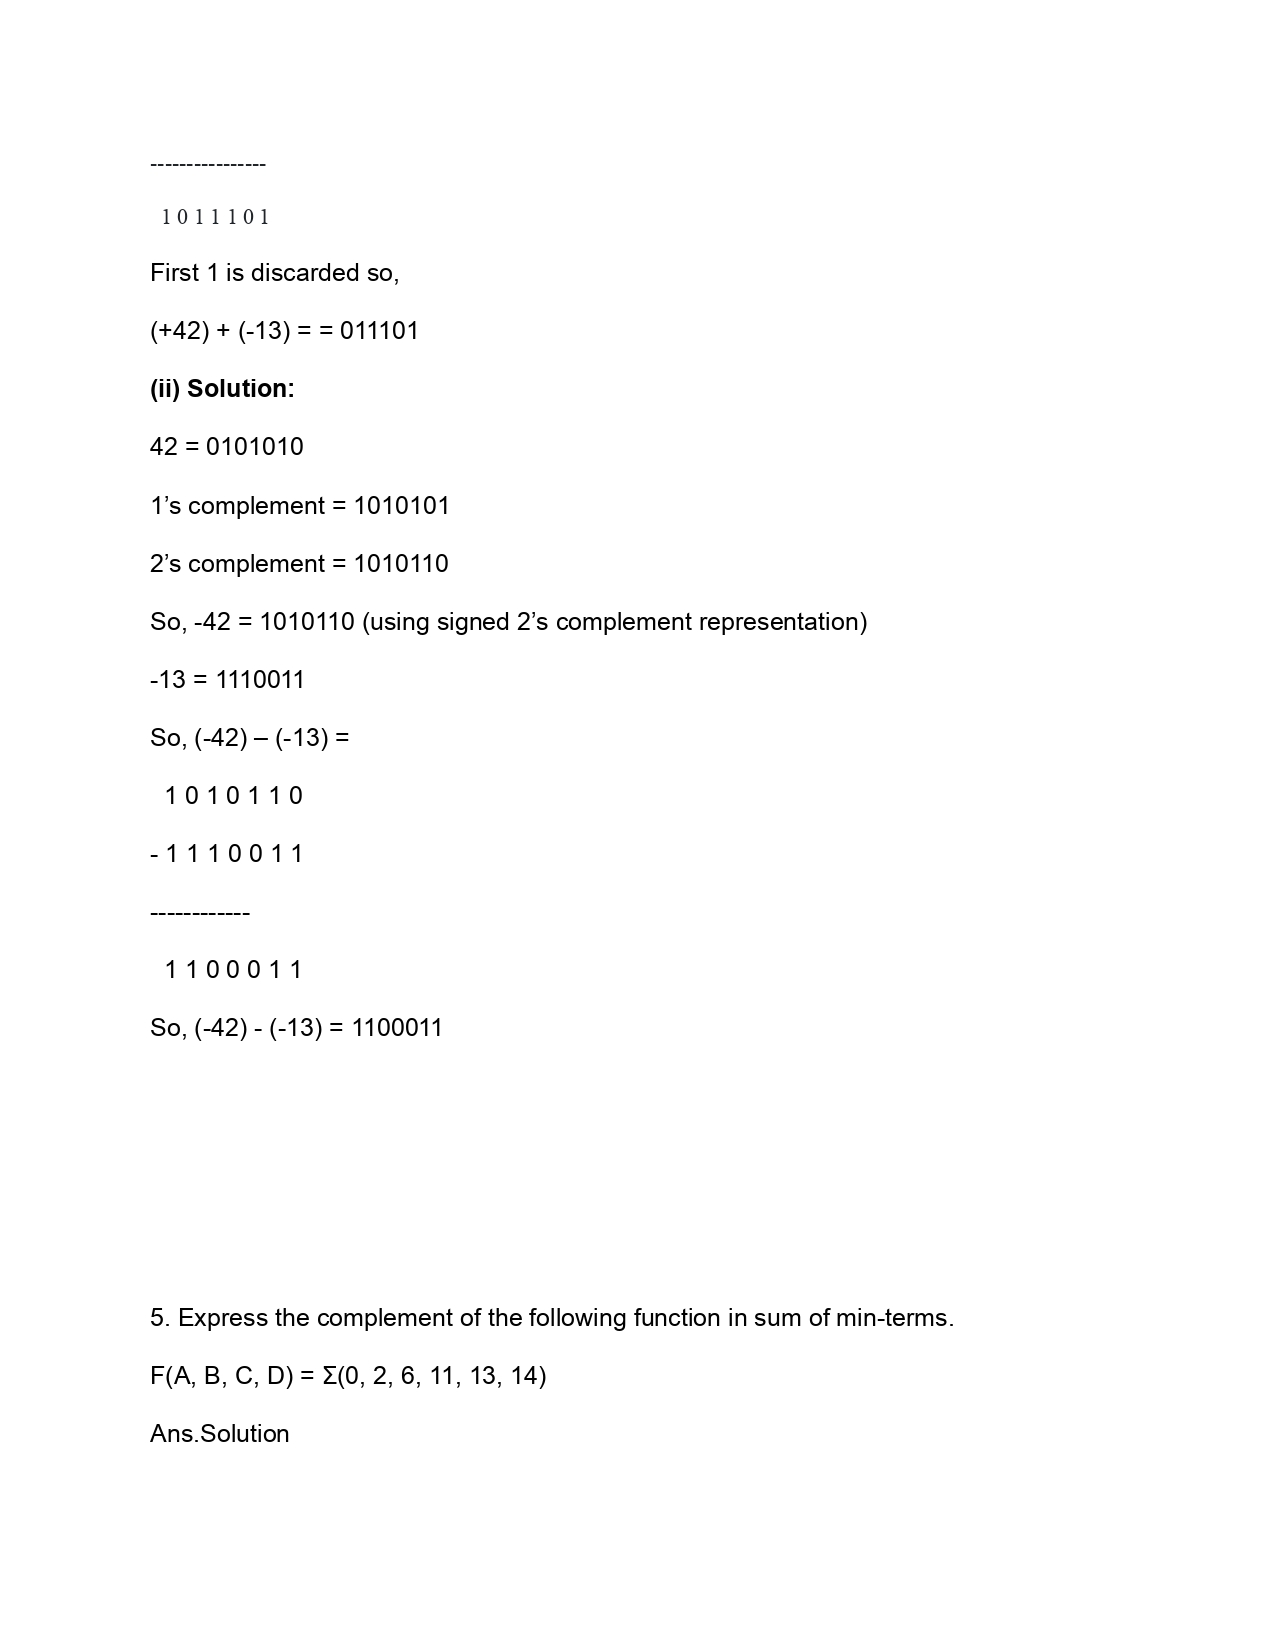 ----------------
1 0 1 1 1 0 1
First 1 is discarded so,
(+42) + (-13) = = 011101
(ii) Solution:
42 = 0101010
1’s complement = 1010101
2’s complement = 1010110
So, -42 = 1010110 (using signed 2’s complement representation)
-13 = 1110011
So, (-42) – (-13) =
1 0 1 0 1 1 0
- 1 1 1 0 0 1 1
------------
1 1 0 0 0 1 1
So, (-42) - (-13) = 1100011
5. Express the complement of the following function in sum of min-terms.
F(A, B, C, D) = Σ(0, 2, 6, 11, 13, 14)
Ans.Solution